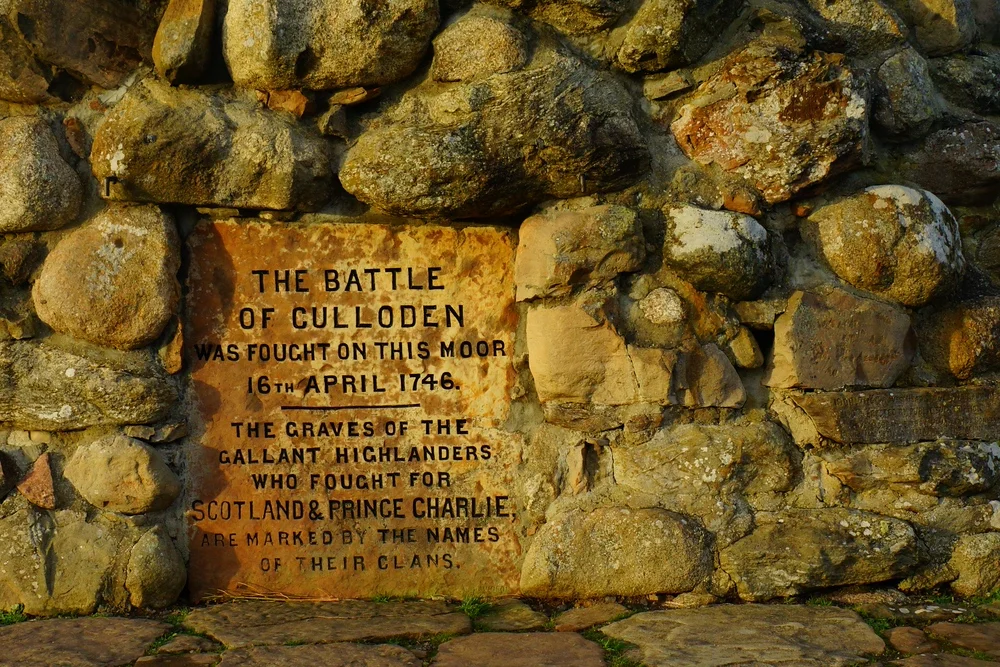 THE BATTLE
OF CULLODEN
WAS FOUGHT ON THIS MOOR
16TH APRIL 1746.
THE GRAVES OF THE
GALLANT HIGHLANDERS
WHO FOUGHT FOR
SCOTLAND & PRINCE CHARLIE,
ARE MARKED BY THE NAMES
OF THEIR CLANS.